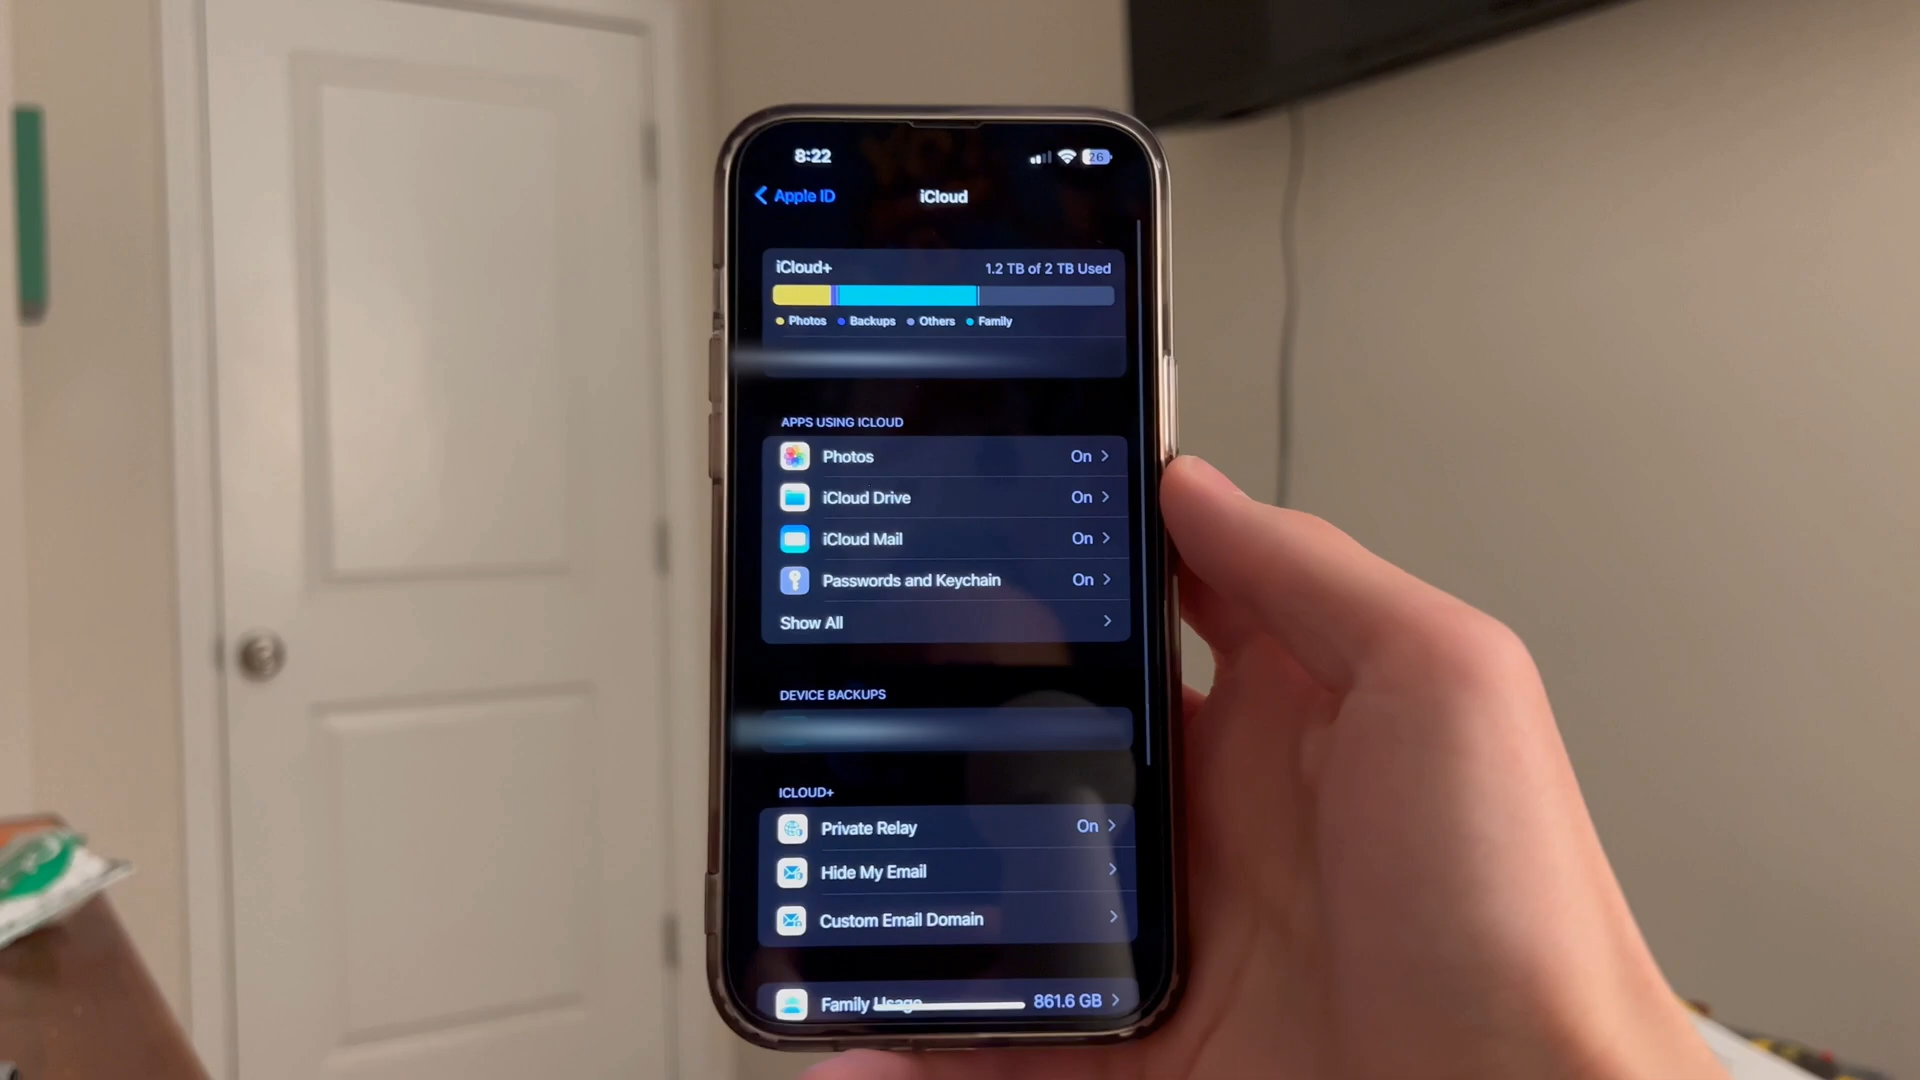 8:22
26
Apple ID
iCloud
iCloud+
1.2 TB of 2 TB Used
Photos Backups Others Family
APPS USING ICLOUD
Photos On
iCloud Drive On
iCloud Mail On
Passwords and Keychain On
Show All
DEVICE BACKUPS
ICLOUD+
Private Relay On
Hide My Email
Custom Email Domain
Family Usage 861.6 GB